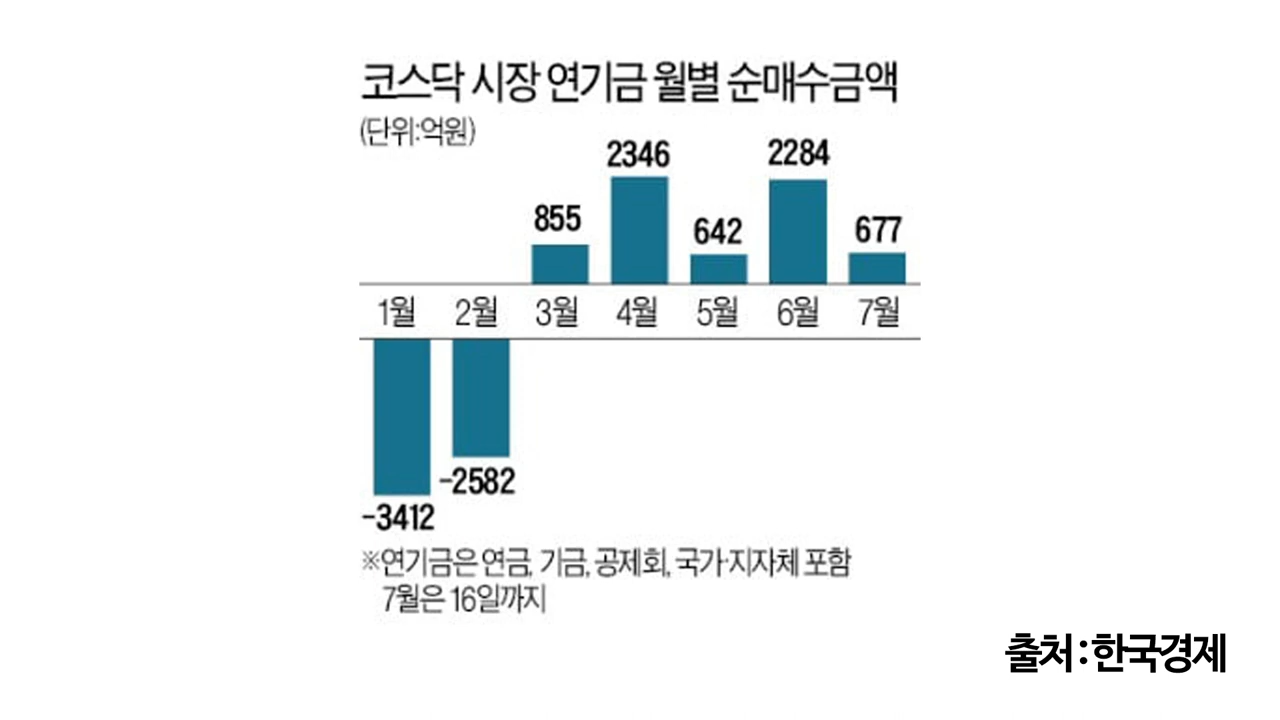 코스닥 시장 연기금 월별 순매수금액
(단위:억원)
2346
2284
855
642
677
1월 2월 3월 4월 5월 6월 7월
-2582
-3412
※연기금은 연금, 기금, 공제회, 국가·지자체 포함
7월은 16일까지
출처:한국경제